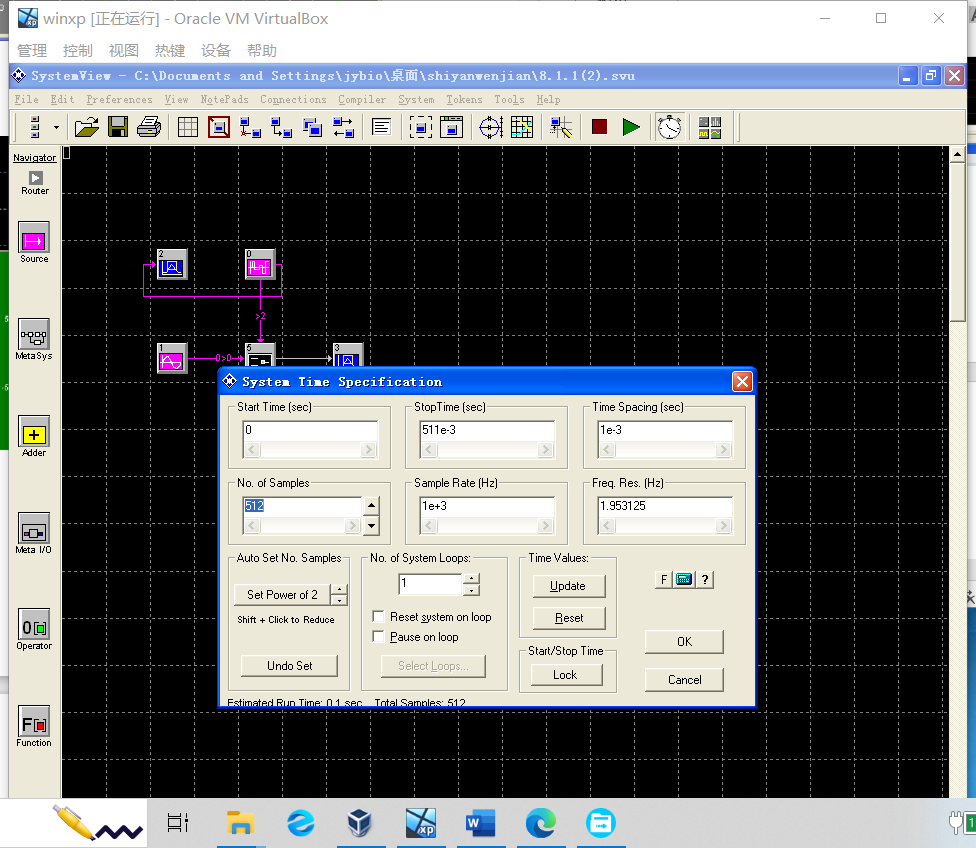 winxp [正在运行] - Oracle VM VirtualBox
管理 控制 视图 热键 设备 帮助
SystemView - C:\Documents and Settings\jybio\桌面\shiyanwenjian\8.1.1(2).svu
File Edit Preferences View NotePads Connections Compiler System Tokens Tools Help
Navigator
Router
Source
MetaSys
Adder
Meta I/O
Operator
Function
2
0
>2
1
0>0
5
3
System Time Specification
Start Time (sec) StopTime (sec) Time Spacing (sec)
0 511e-3 1e-3
No. of Samples Sample Rate (Hz) Freq. Res. (Hz)
512 1e+3 1.953125
Auto Set No. Samples No. of System Loops: Time Values:
Set Power of 2 1 Update F ?
Shift + Click to Reduce Reset system on loop Reset
Pause on loop OK
Undo Set Select Loops... Start/Stop Time
Lock Cancel
Estimated Run Time: 0.1 sec Total Samples: 512